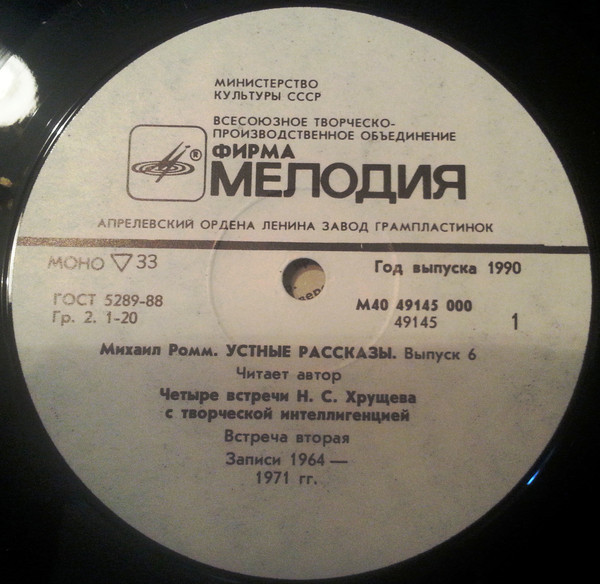 МИНИСТЕРСТВО
КУЛЬТУРЫ СССР
ВСЕСОЮЗНОЕ ТВОРЧЕСКО-
ПРОИЗВОДСТВЕННОЕ ОБЪЕДИНЕНИЕ
®
ФИРМА
МЕЛОДИЯ
АПРЕЛЕВСКИЙ ОРДЕНА ЛЕНИНА ЗАВОД ГРАМПЛАСТИНОК
МОНО ▽ 33
Год выпуска 1990
ГОСТ 5289-88
М40 49145 000
Гр. 2. 1-20
49145
1
Михаил Ромм. УСТНЫЕ РАССКАЗЫ. Выпуск 6
Читает автор
Четыре встречи Н. С. Хрущева
с творческой интеллигенцией
Встреча вторая
Записи 1964 —
1971 гг.